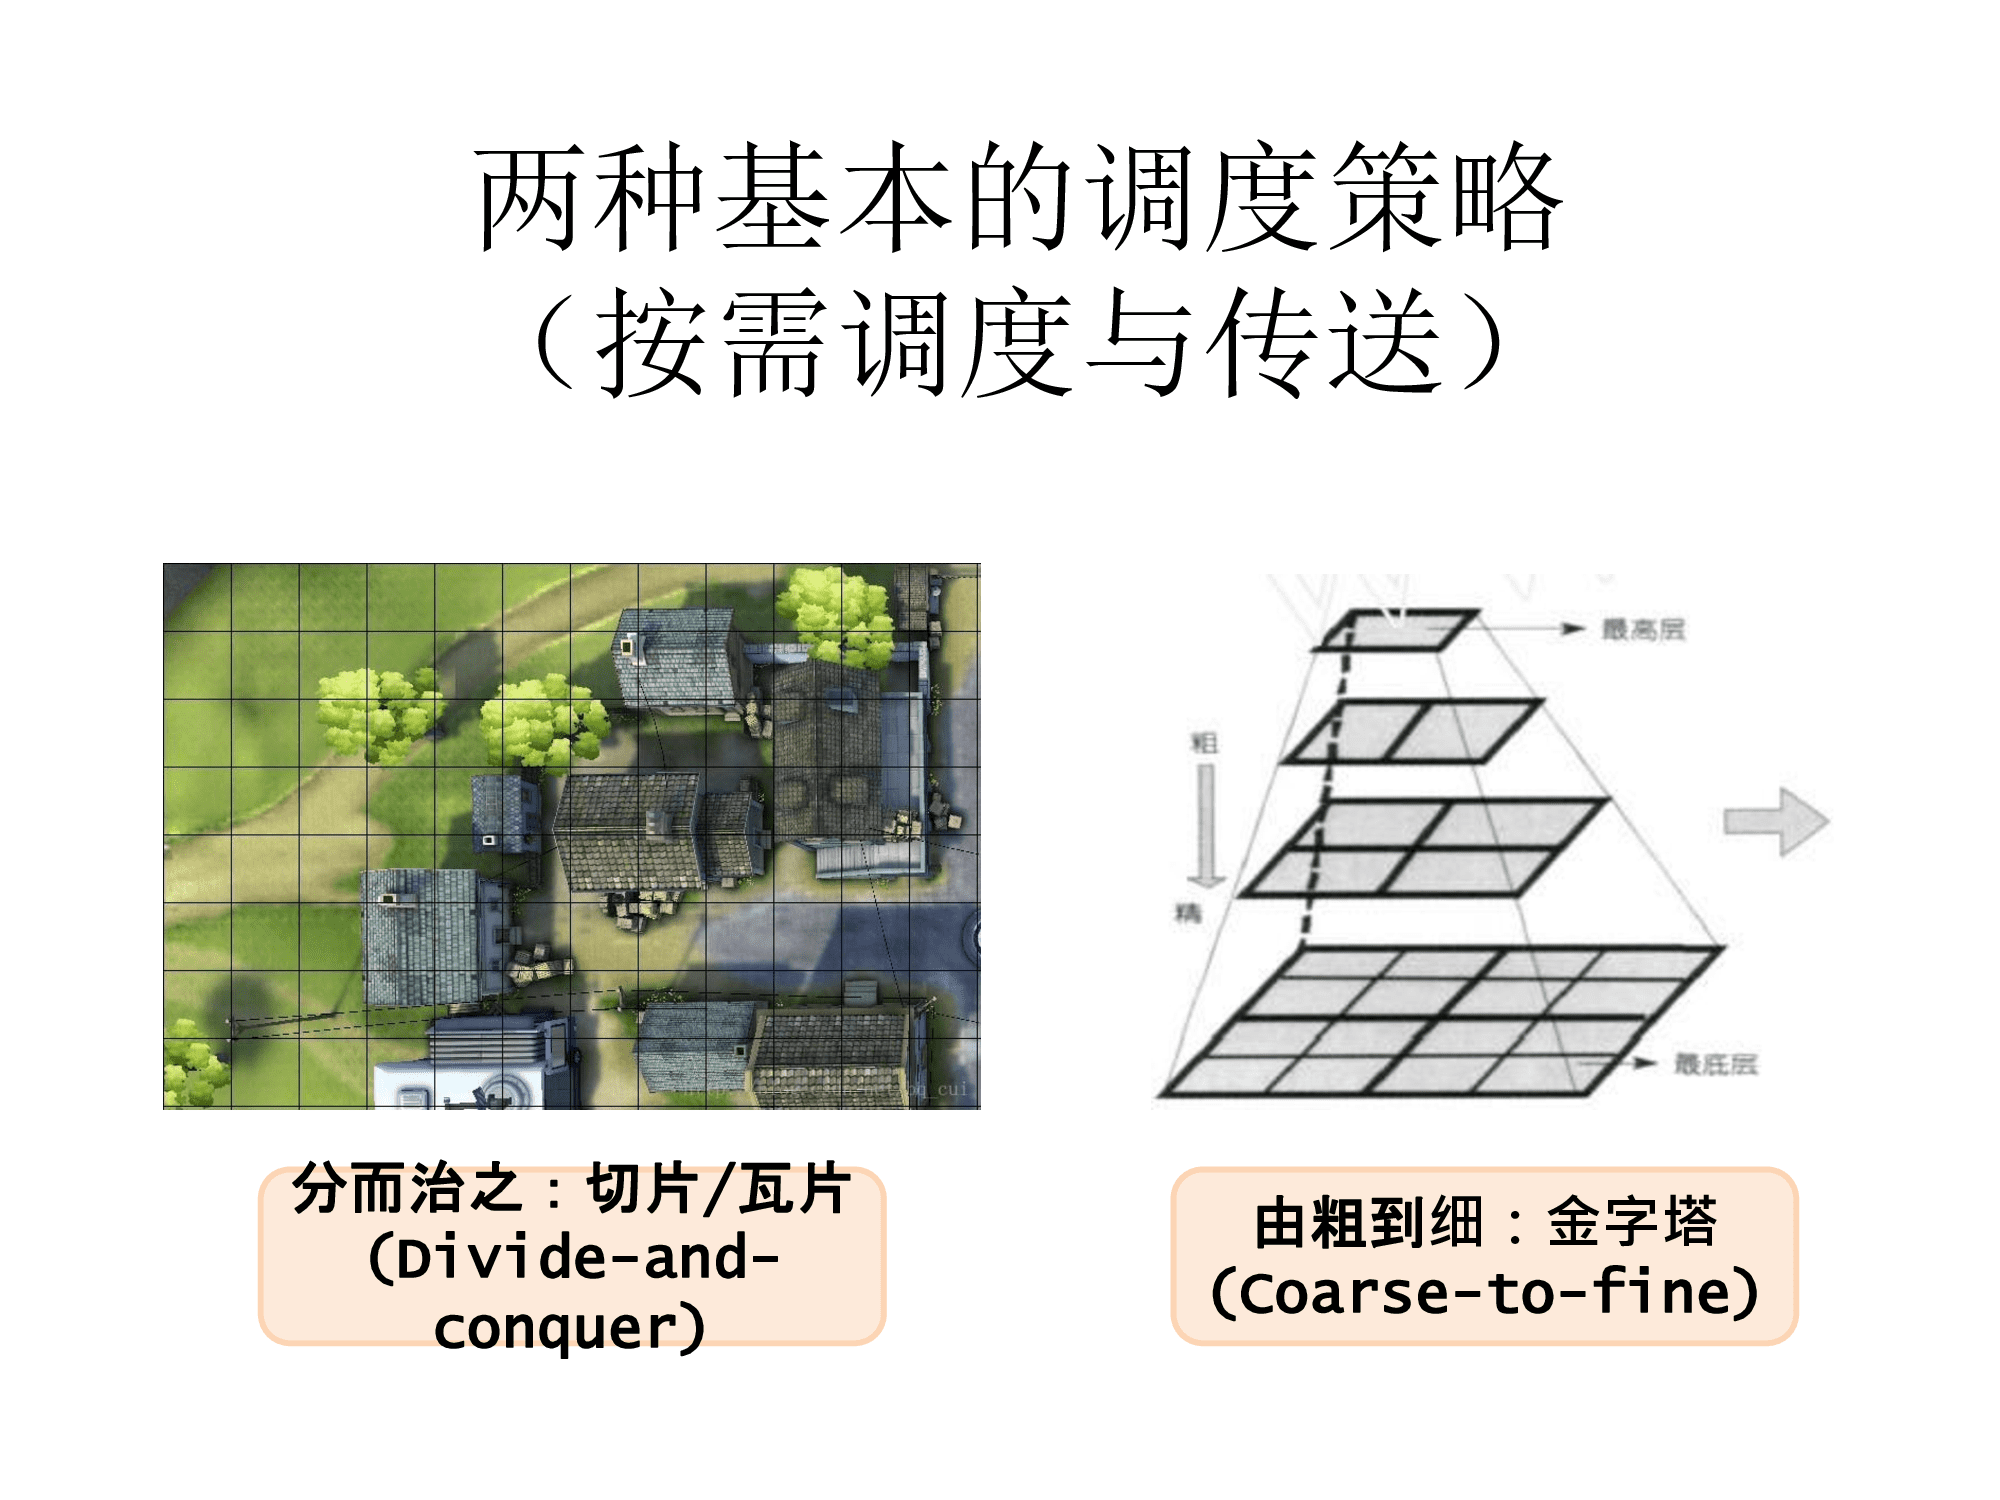 两种基本的调度策略
（按需调度与传送）
最高层
粗
精
最底层
分而治之：切片/瓦片
(Divide-and-
conquer)
由粗到细：金字塔
(Coarse-to-fine)